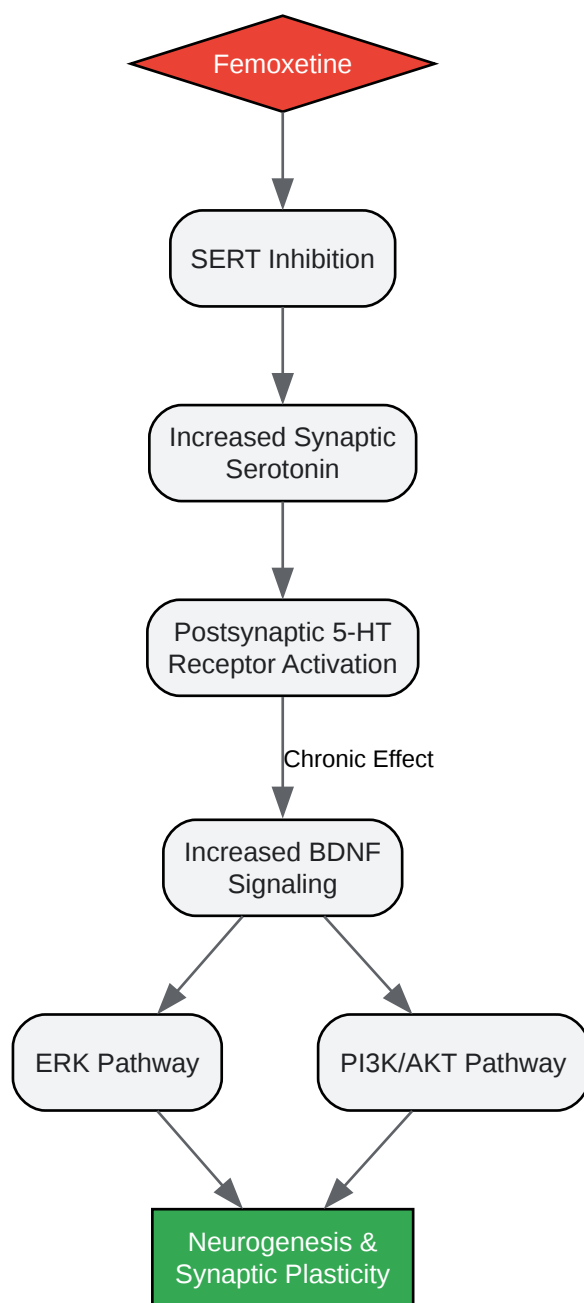 Femoxetine
SERT Inhibition
Increased Synaptic
Serotonin
Postsynaptic 5-HT
Receptor Activation
Chronic Effect
Increased BDNF
Signaling
ERK Pathway
PI3K/AKT Pathway
Neurogenesis &
Synaptic Plasticity